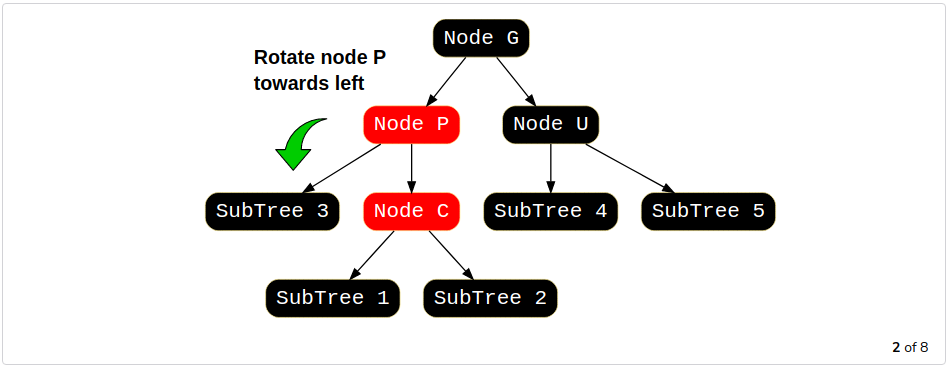 Node G
Rotate node P
towards left
Node P
Node U
SubTree 3
Node C
SubTree 4
SubTree 5
SubTree 1
SubTree 2
2 of 8